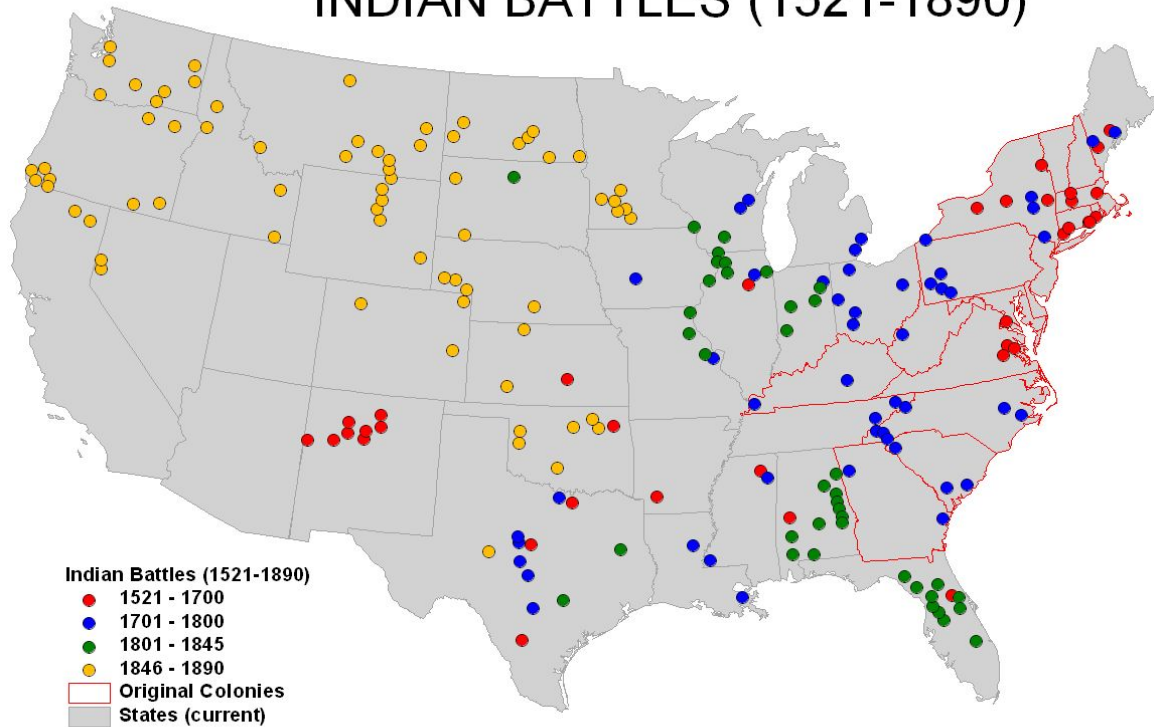 INDIAN BATTLES (1521-1890)
Indian Battles (1521-1890)
1521 - 1700
1701 - 1800
1801 - 1845
1846 - 1890
Original Colonies
States (current)